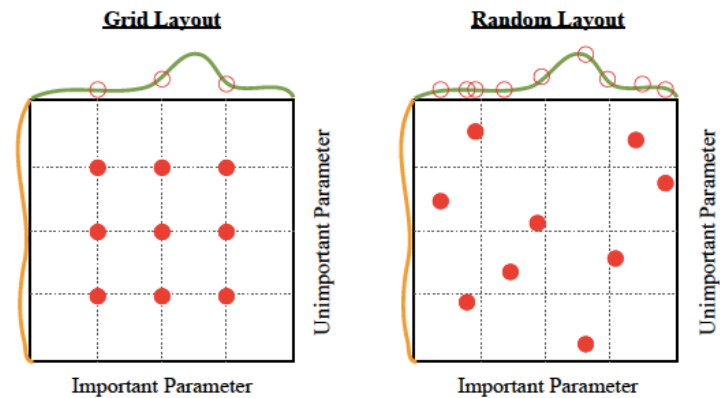 Grid Layout
Unimportant Parameter
Important Parameter
Random Layout
Unimportant Parameter
Important Parameter